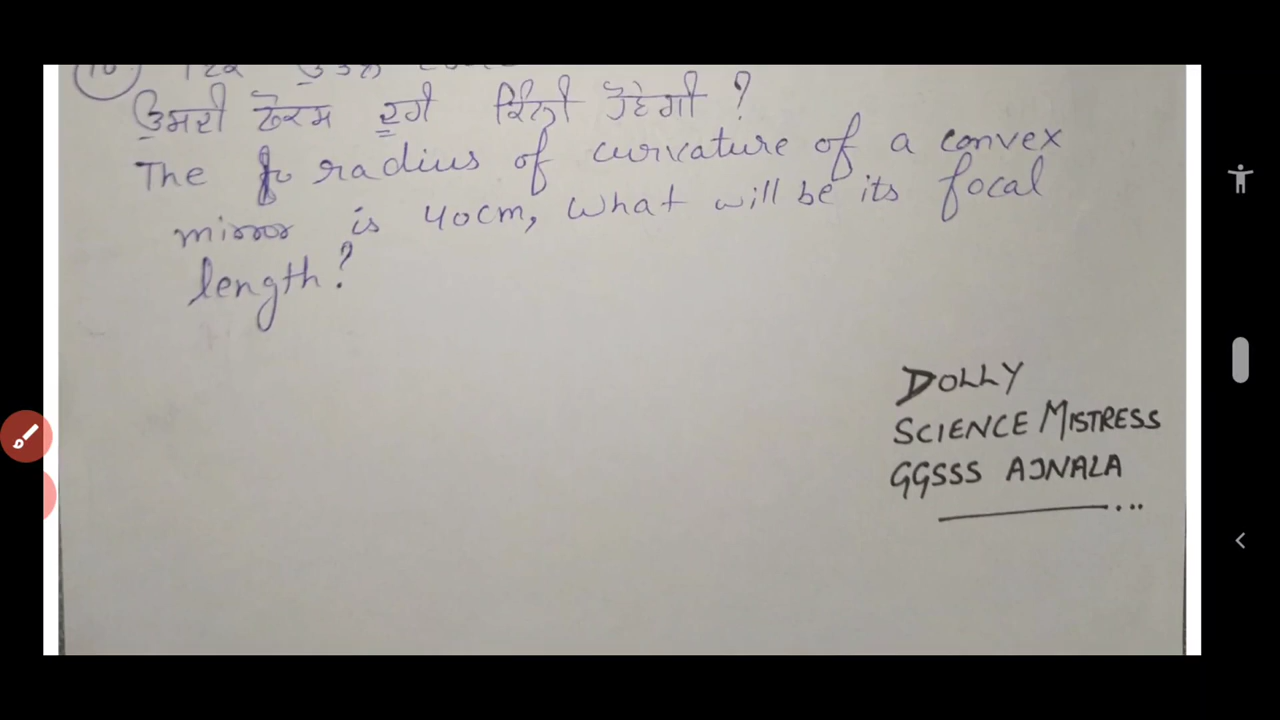 ਉਸਦੀ ਫੋਕਸ ਦੂਰੀ ਕਿੰਨੀ ਹੋਵੇਗੀ ?
The radius of curvature of a convex
mirror is 40cm, What will be its focal
length?
DOLLY
SCIENCE MISTRESS
GGSSS AJNALA